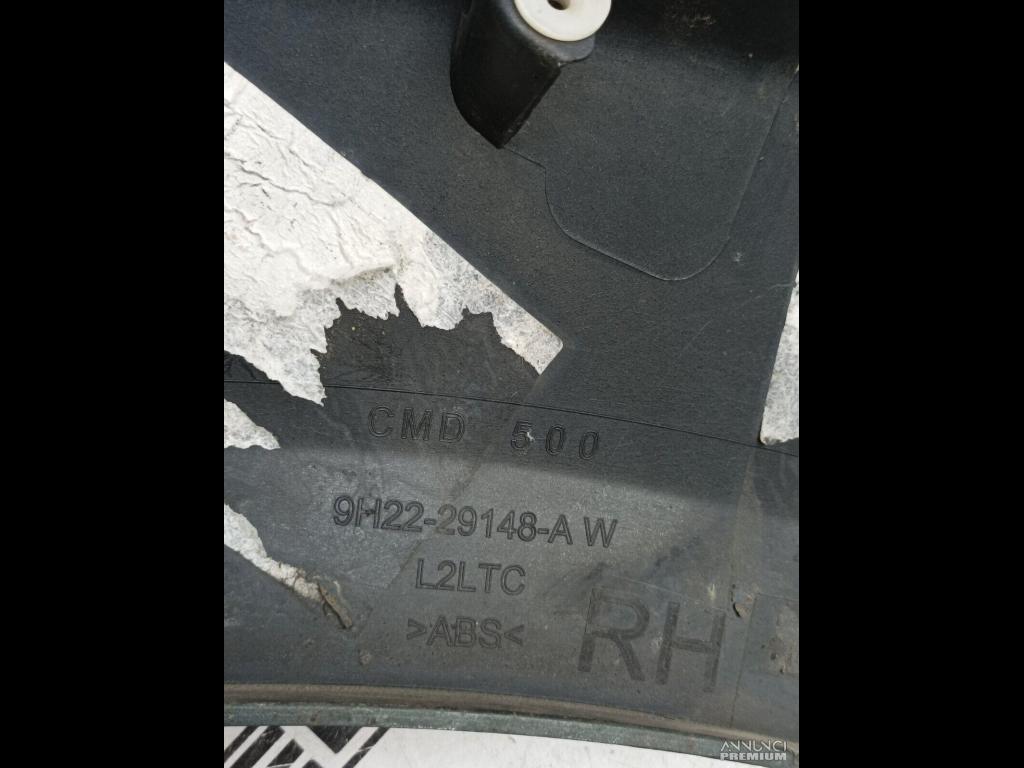 CMD 500
9H22-29148-A W
L2LTC
>ABS<
RH
ANNUNCI
PREMIUM